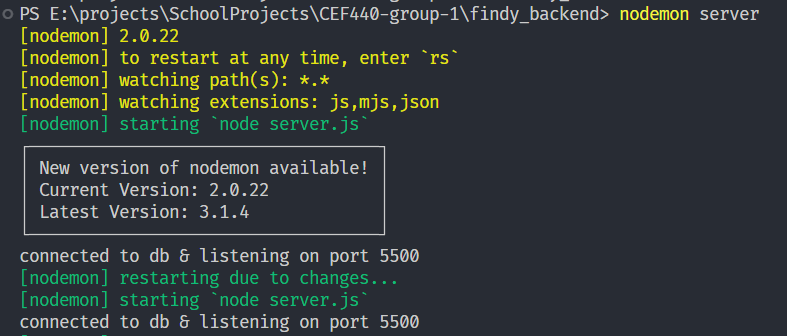 PS E:\projects\SchoolProjects\CEF440-group-1\findy_backend> nodemon server
[nodemon] 2.0.22
[nodemon] to restart at any time, enter `rs`
[nodemon] watching path(s): *.*
[nodemon] watching extensions: js,mjs,json
[nodemon] starting `node server.js`
New version of nodemon available!
Current Version: 2.0.22
Latest Version: 3.1.4
connected to db & listening on port 5500
[nodemon] restarting due to changes...
[nodemon] starting `node server.js`
connected to db & listening on port 5500